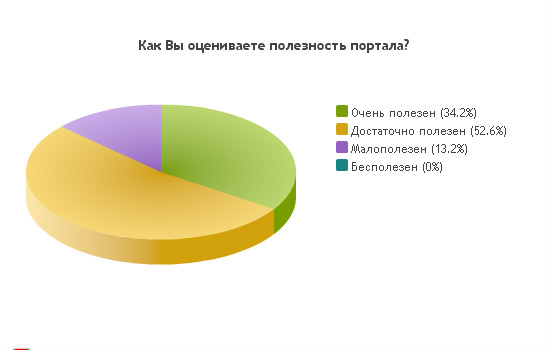 Как Вы оцениваете полезность портала?
Очень полезен (34.2%)
Достаточно полезен (52.6%)
Малополезен (13.2%)
Бесполезен (0%)